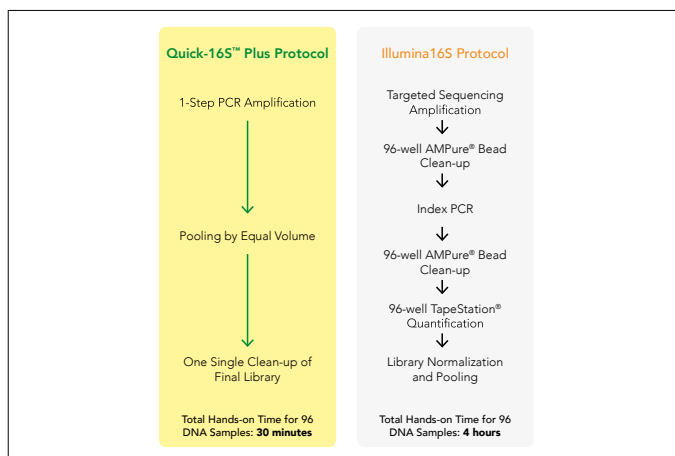 Quick-16S™ Plus Protocol
1-Step PCR Amplification
Pooling by Equal Volume
One Single Clean-up of
Final Library
Total Hands-on Time for 96
DNA Samples: 30 minutes
Illumina16S Protocol
Targeted Sequencing
Amplification
96-well AMPure® Bead
Clean-up
Index PCR
96-well AMPure® Bead
Clean-up
96-well TapeStation®
Quantification
Library Normalization
and Pooling
Total Hands-on Time for 96
DNA Samples: 4 hours